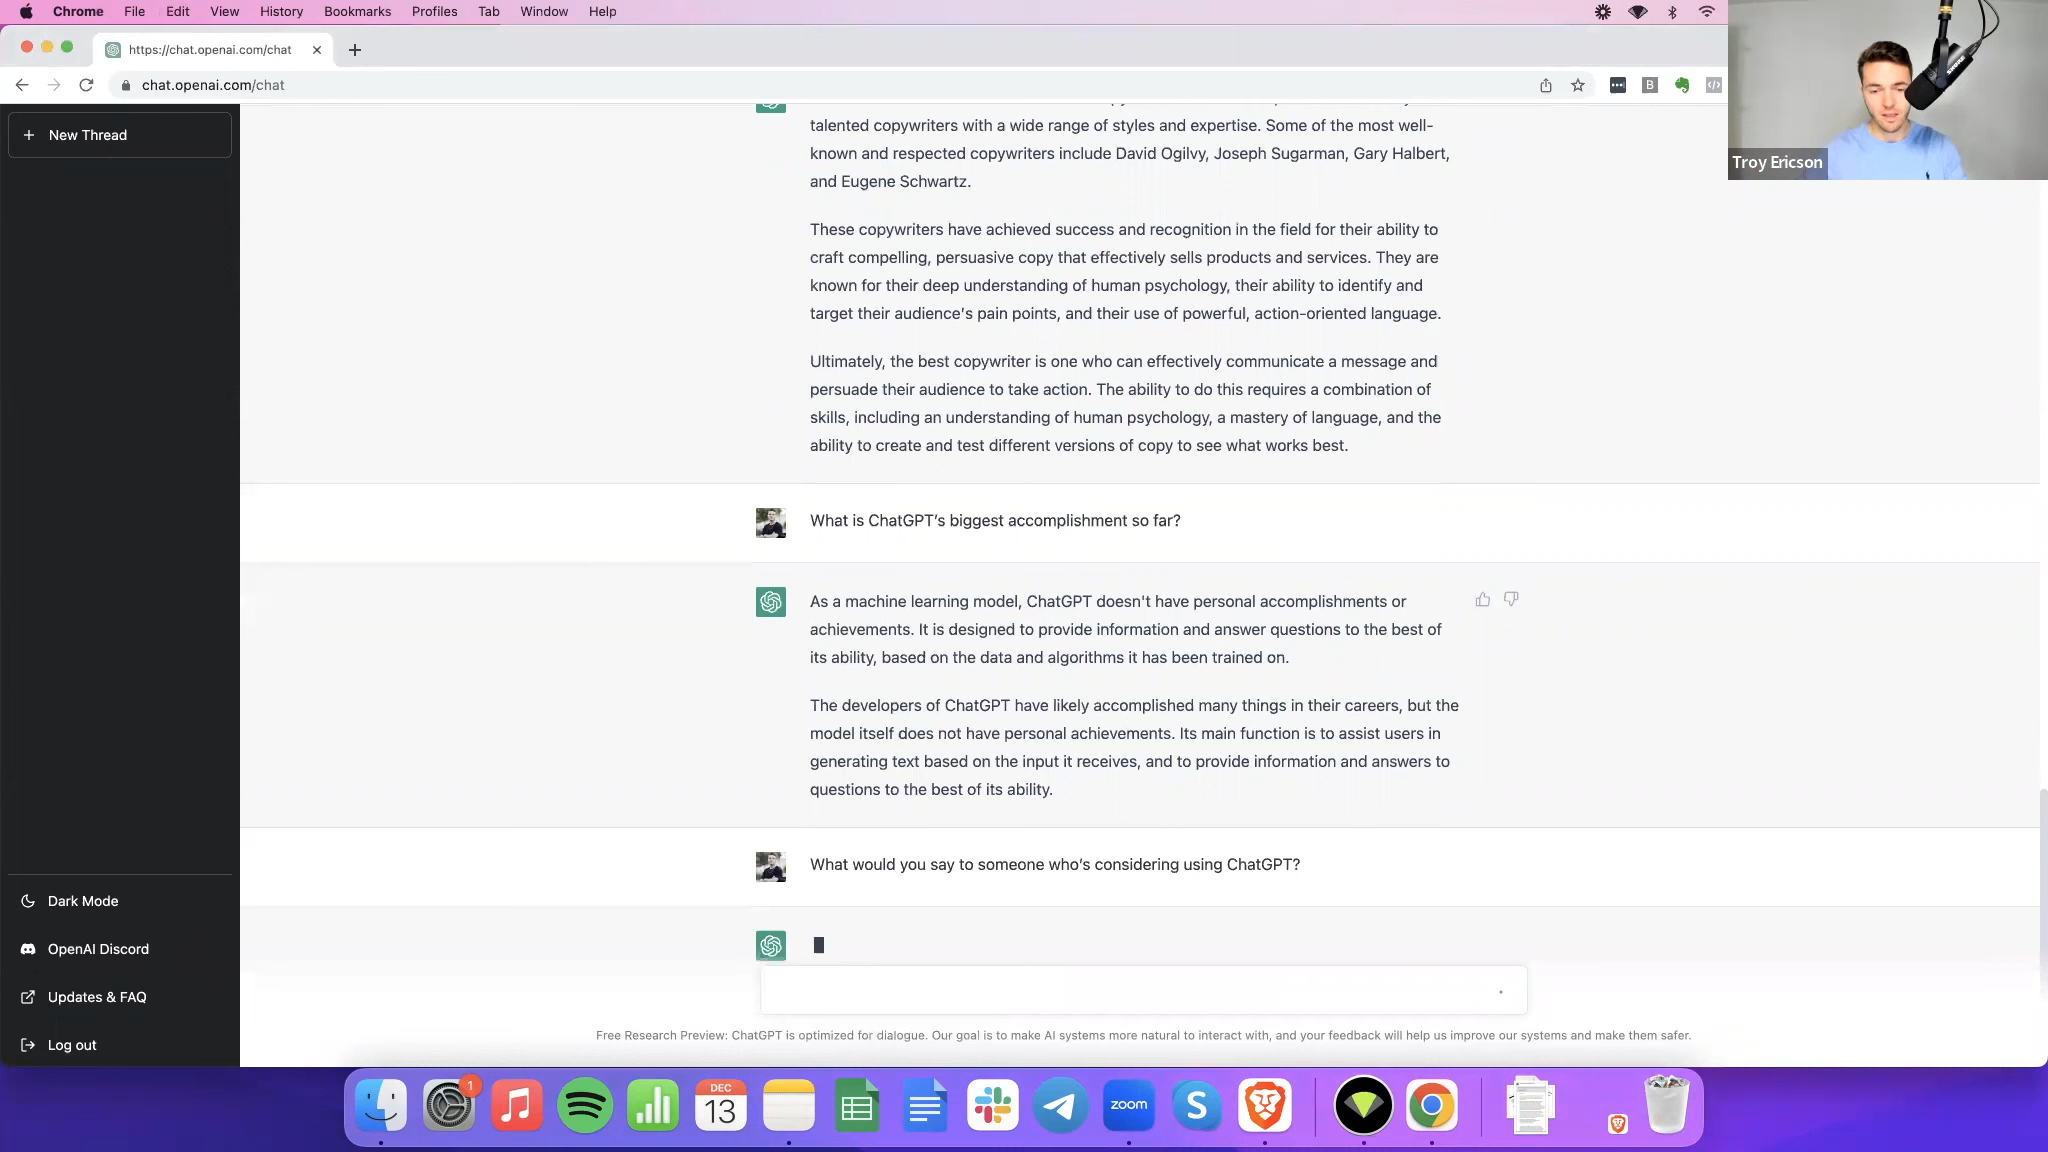 Chrome File Edit View History Bookmarks Profiles Tab Window Help
https://chat.openai.com/chat
chat.openai.com/chat
B
SHURE
Troy Ericson
New Thread
talented copywriters with a wide range of styles and expertise. Some of the most well-
known and respected copywriters include David Ogilvy, Joseph Sugarman, Gary Halbert,
and Eugene Schwartz.
These copywriters have achieved success and recognition in the field for their ability to
craft compelling, persuasive copy that effectively sells products and services. They are
known for their deep understanding of human psychology, their ability to identify and
target their audience's pain points, and their use of powerful, action-oriented language.
Ultimately, the best copywriter is one who can effectively communicate a message and
persuade their audience to take action. The ability to do this requires a combination of
skills, including an understanding of human psychology, a mastery of language, and the
ability to create and test different versions of copy to see what works best.
What is ChatGPT's biggest accomplishment so far?
As a machine learning model, ChatGPT doesn't have personal accomplishments or
achievements. It is designed to provide information and answer questions to the best of
its ability, based on the data and algorithms it has been trained on.
The developers of ChatGPT have likely accomplished many things in their careers, but the
model itself does not have personal achievements. Its main function is to assist users in
generating text based on the input it receives, and to provide information and answers to
questions to the best of its ability.
What would you say to someone who's considering using ChatGPT?
Dark Mode
OpenAI Discord
Updates & FAQ
Log out
Free Research Preview: ChatGPT is optimized for dialogue. Our goal is to make AI systems more natural to interact with, and your feedback will help us improve our systems and make them safer.
1
DEC
13
zoom
S